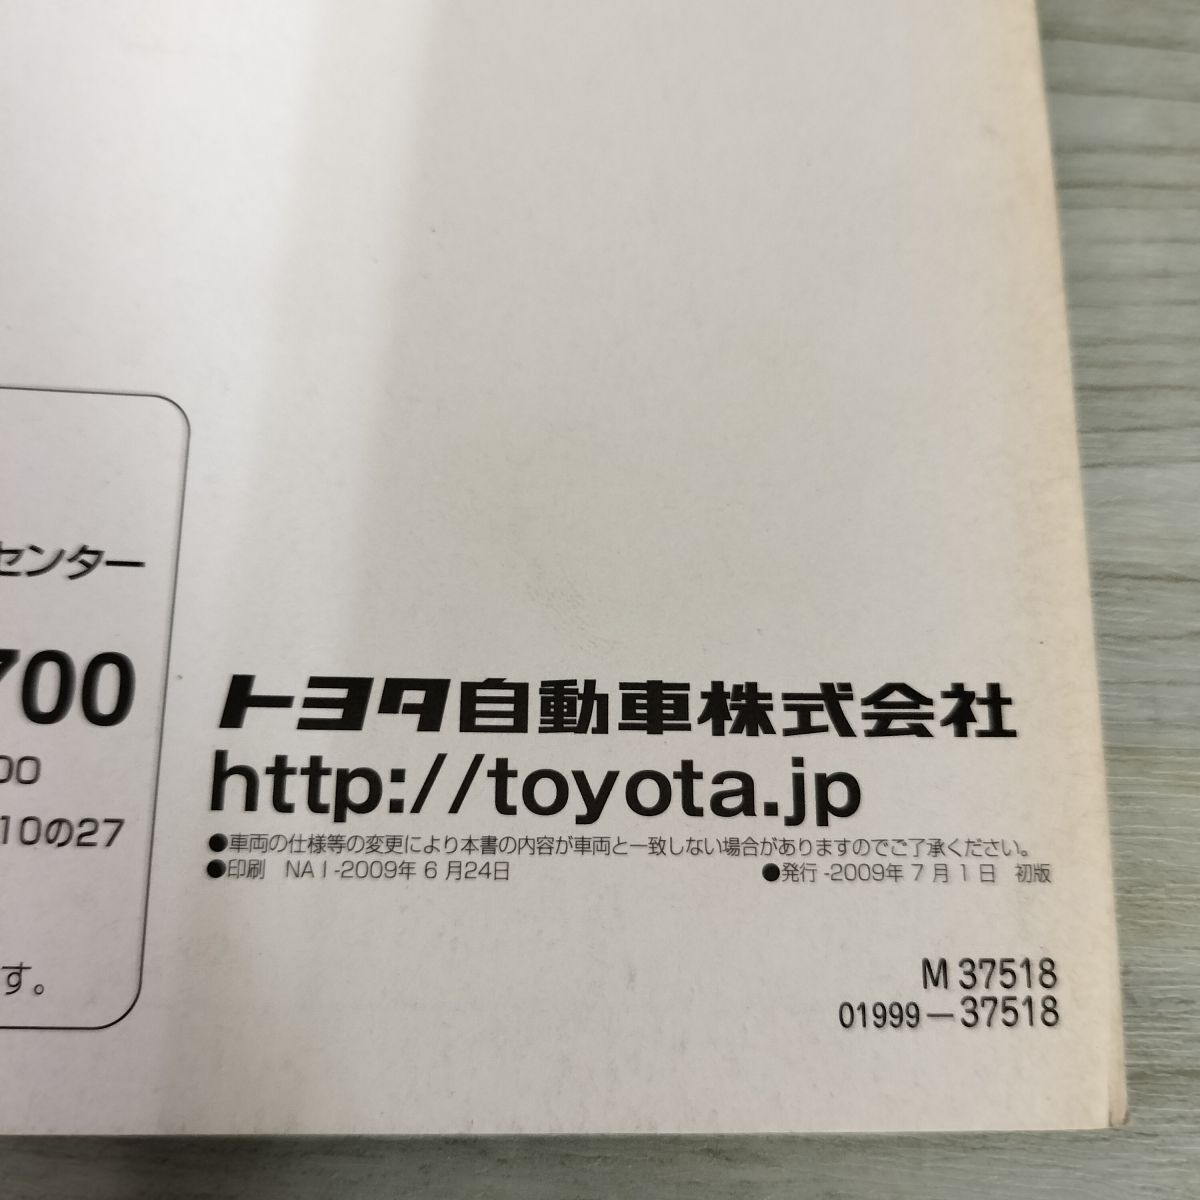 センター
700
00
10の27
す。
トヨタ自動車株式会社
http://toyota.jp
●車両の仕様等の変更により本書の内容が車両と一致しない場合がありますのでご了承ください。
●印刷 NAI-2009年6月24日 ●発行-2009年7月1日 初版
M 37518
01999-37518